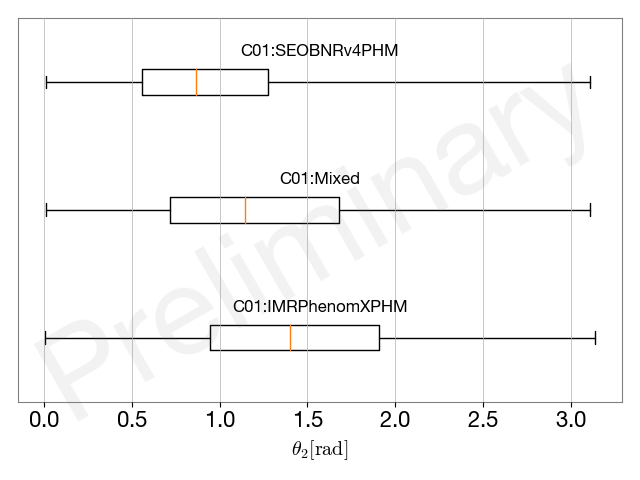 C01:SEOBNRv4PHM
C01:Mixed
C01:IMRPhenomXPHM
Preliminary
0.0 0.5 1.0 1.5 2.0 2.5 3.0
θ₂[rad]